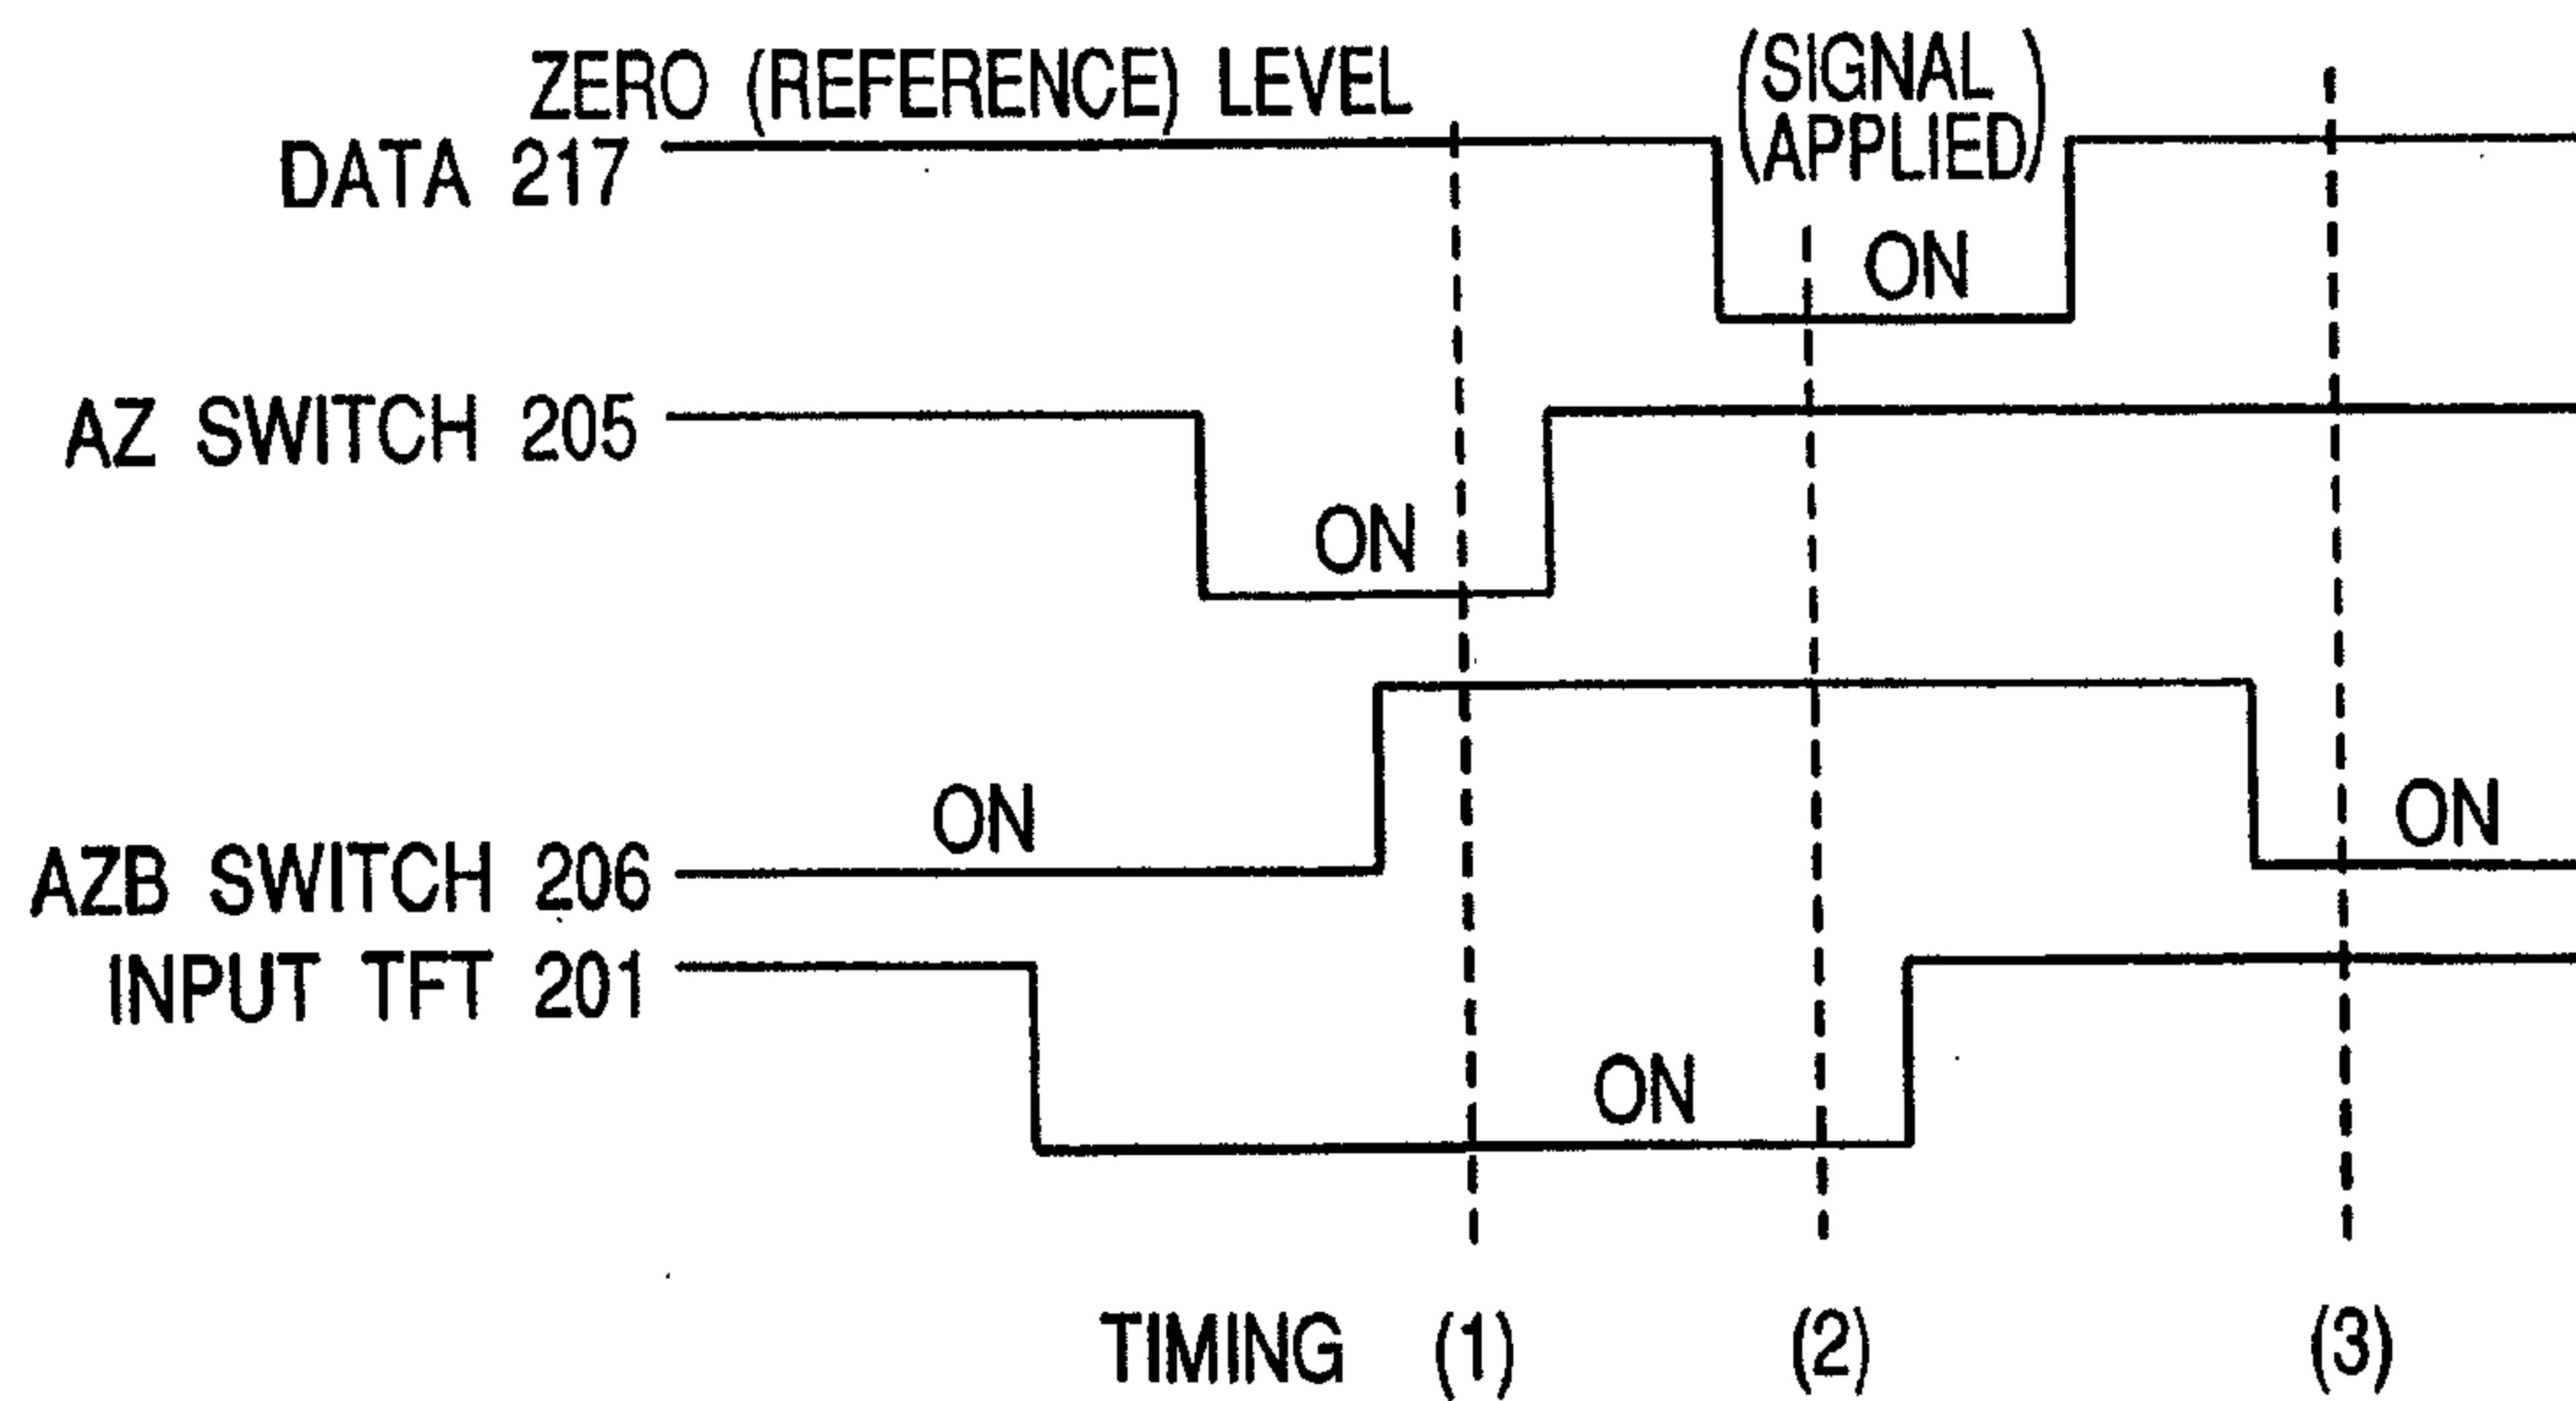 ZERO (REFERENCE) LEVEL
(SIGNAL
APPLIED)
DATA 217
ON
AZ SWITCH 205
ON
ON
ON
AZB SWITCH 206
INPUT TFT 201
ON
TIMING (1) (2) (3)